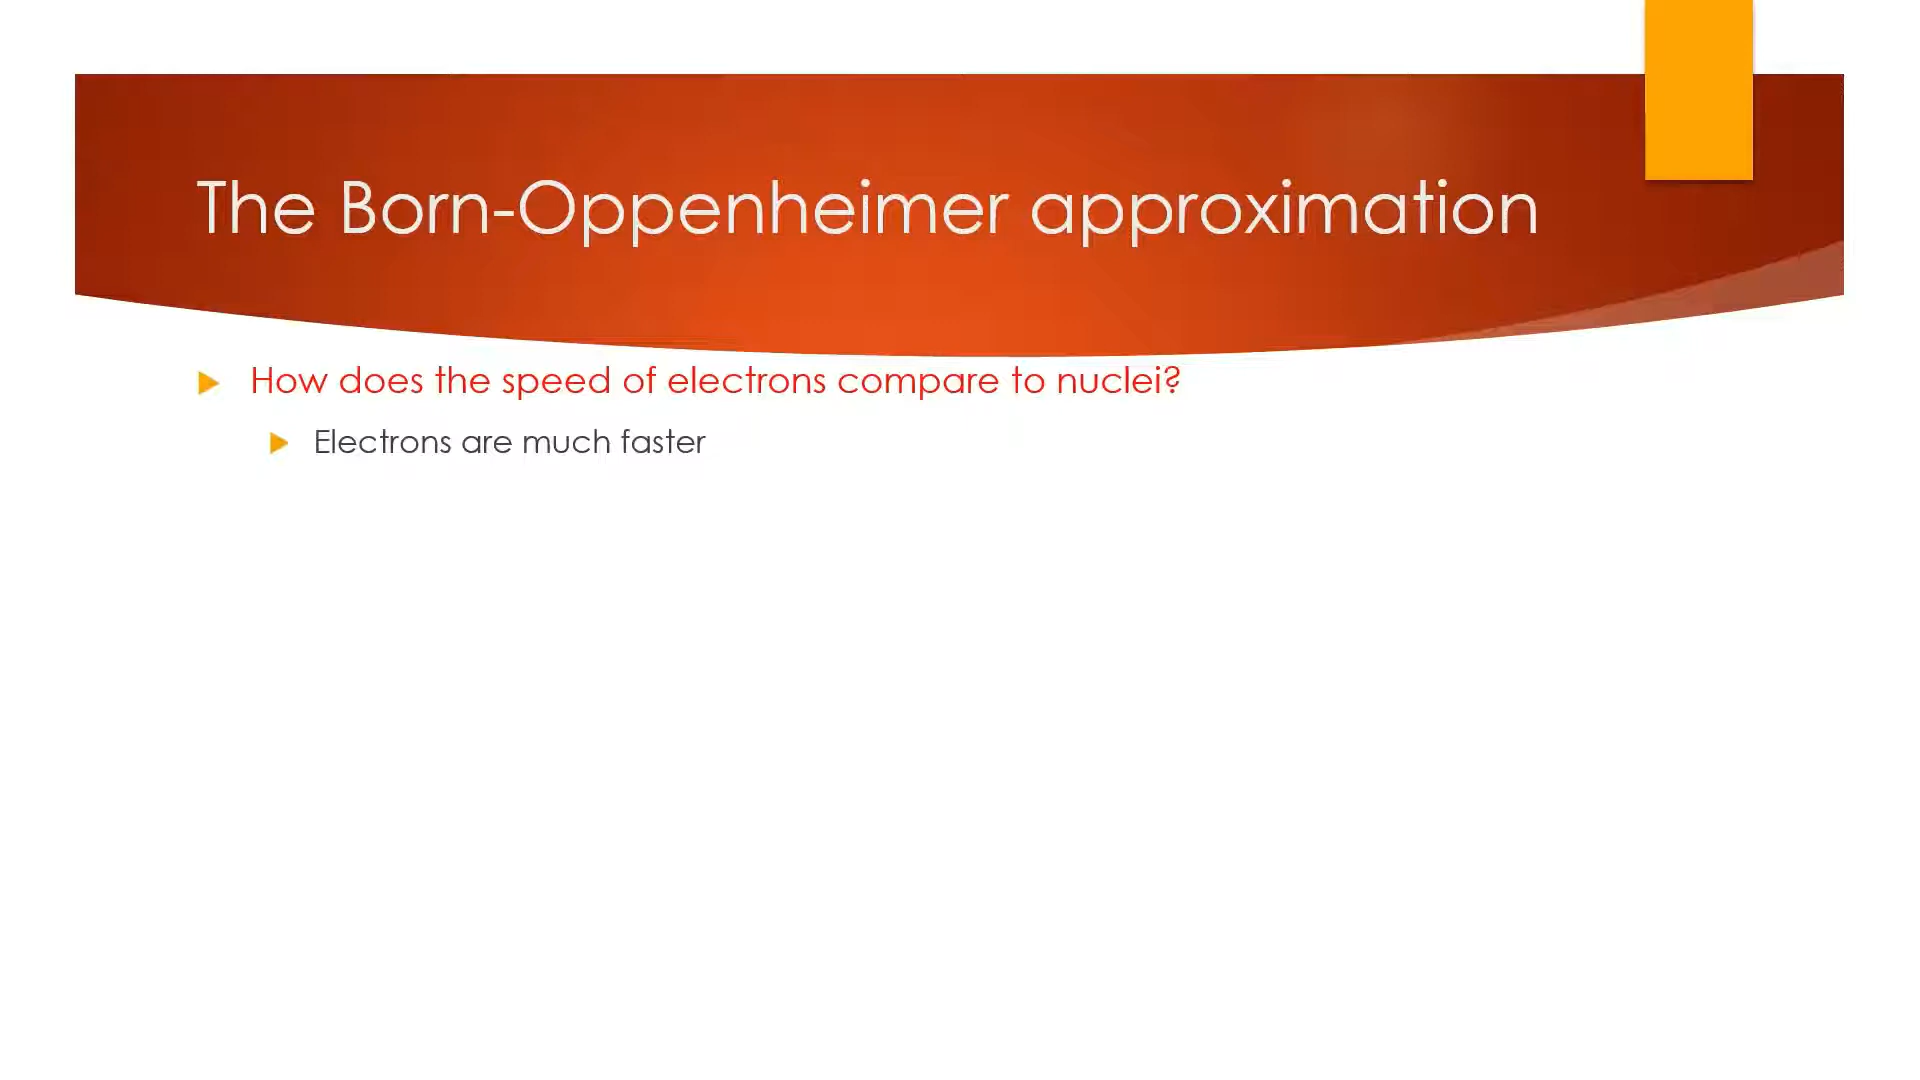 The Born-Oppenheimer approximation
How does the speed of electrons compare to nuclei?
Electrons are much faster